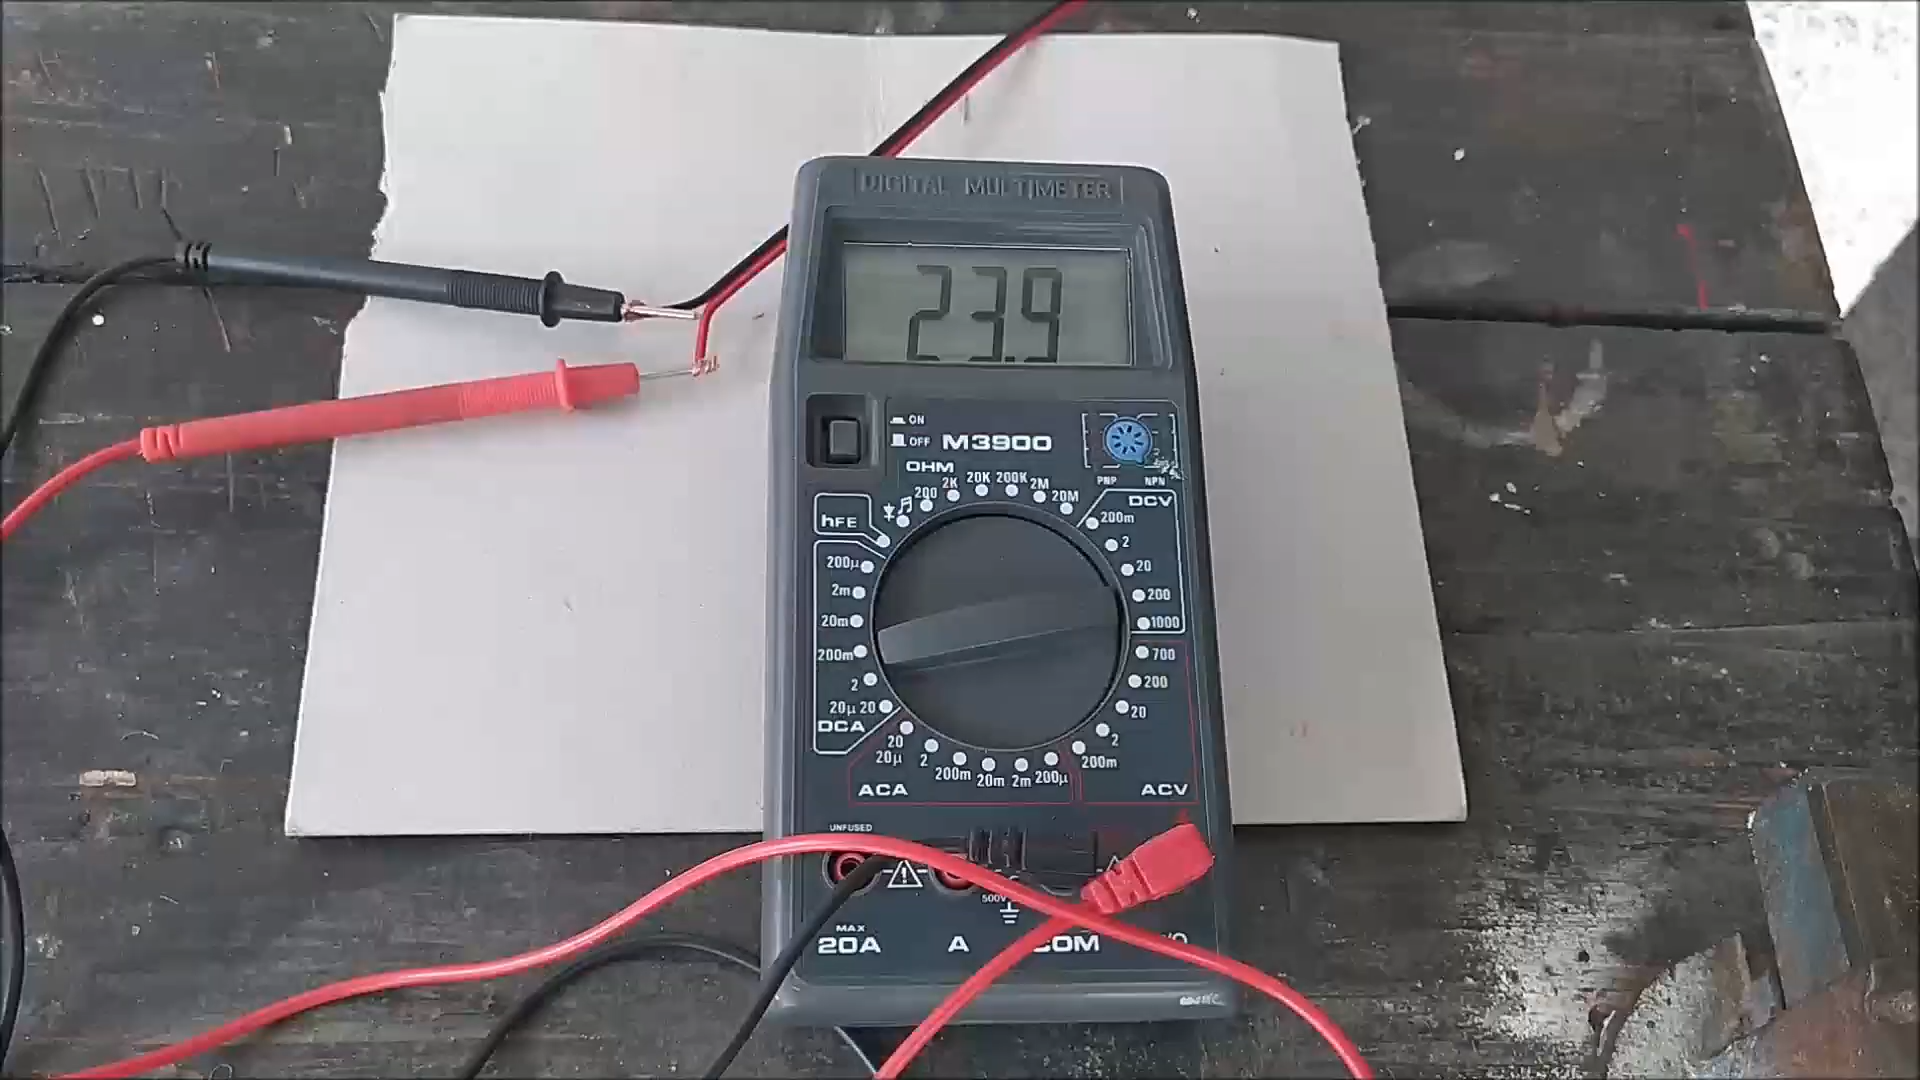 DIGITAL MULTIMETER
23.9
ON
OFF
M3900
OHM
200 2K 20K 200K 2M 20M
PNP NPN
hFE
DCV
200m
2
20
200
1000
200µ
2m
20m
200m
2
20µ 20
DCA
700
200
20
2
200m
ACV
20
20µ
2
200m
20m
2m
200µ
ACA
UNFUSED
500V
MAX
20A
A
COM